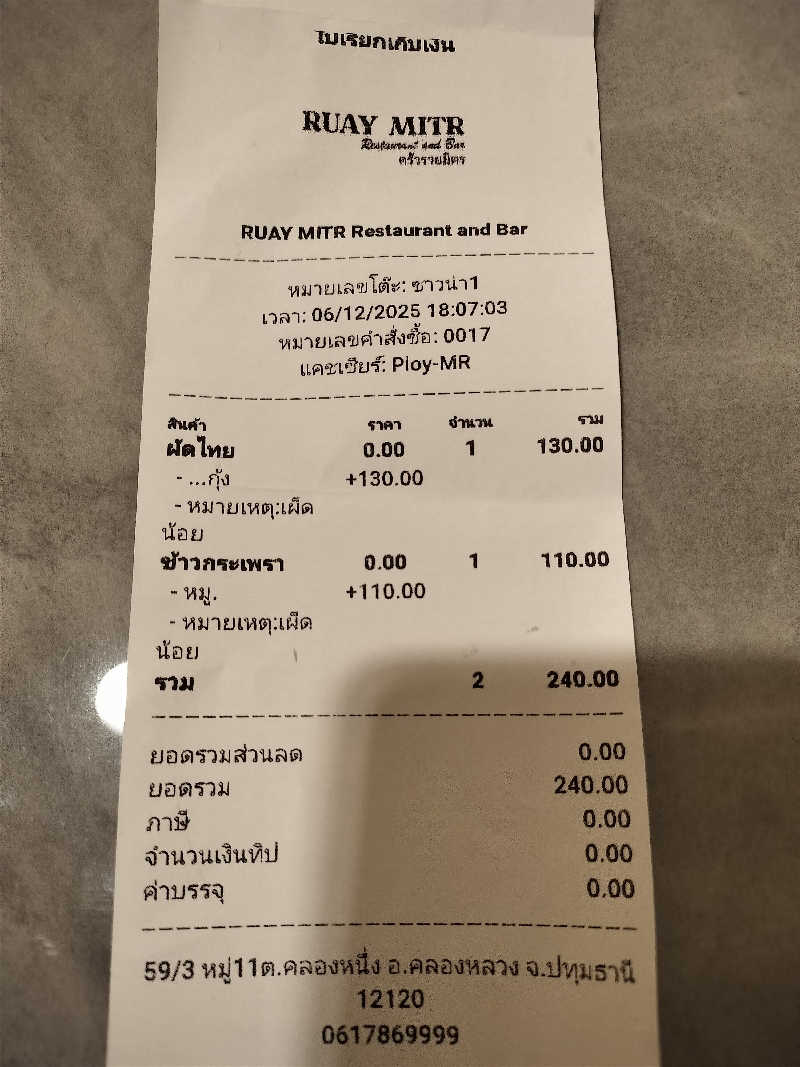 ใบเรียกเก็บเงิน
RUAY MITR
Restaurant and Bar
ครัวรวยมิตร
RUAY MITR Restaurant and Bar
หมายเลขโต๊ะ: ซาวน่า1
เวลา: 06/12/2025 18:07:03
หมายเลขคำสั่งซื้อ: 0017
แคชเชียร์: Ploy-MR
สินค้า ราคา จำนวน รวม
ผัดไทย 0.00 1 130.00
- ...กุ้ง +130.00
- หมายเหตุ:เผ็ด
น้อย
ข้าวกระเพรา 0.00 1 110.00
- หมู. +110.00
- หมายเหตุ:เผ็ด
น้อย
รวม 2 240.00
ยอดรวมส่วนลด 0.00
ยอดรวม 240.00
ภาษี 0.00
จำนวนเงินทิป 0.00
ค่าบรรจุ 0.00
59/3 หมู่11ต.คลองหนึ่ง อ.คลองหลวง จ.ปทุมธานี
12120
0617869999